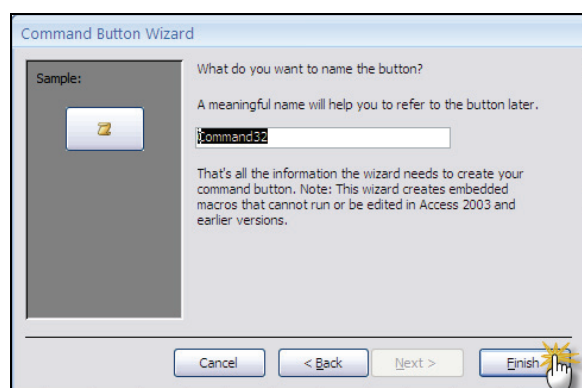 Command Button Wizard
Sample:
What do you want to name the button?
A meaningful name will help you to refer to the button later.
Command32
That's all the information the wizard needs to create your
command button. Note: This wizard creates embedded
macros that cannot run or be edited in Access 2003 and
earlier versions.
Cancel
< Back
Next >
Finish